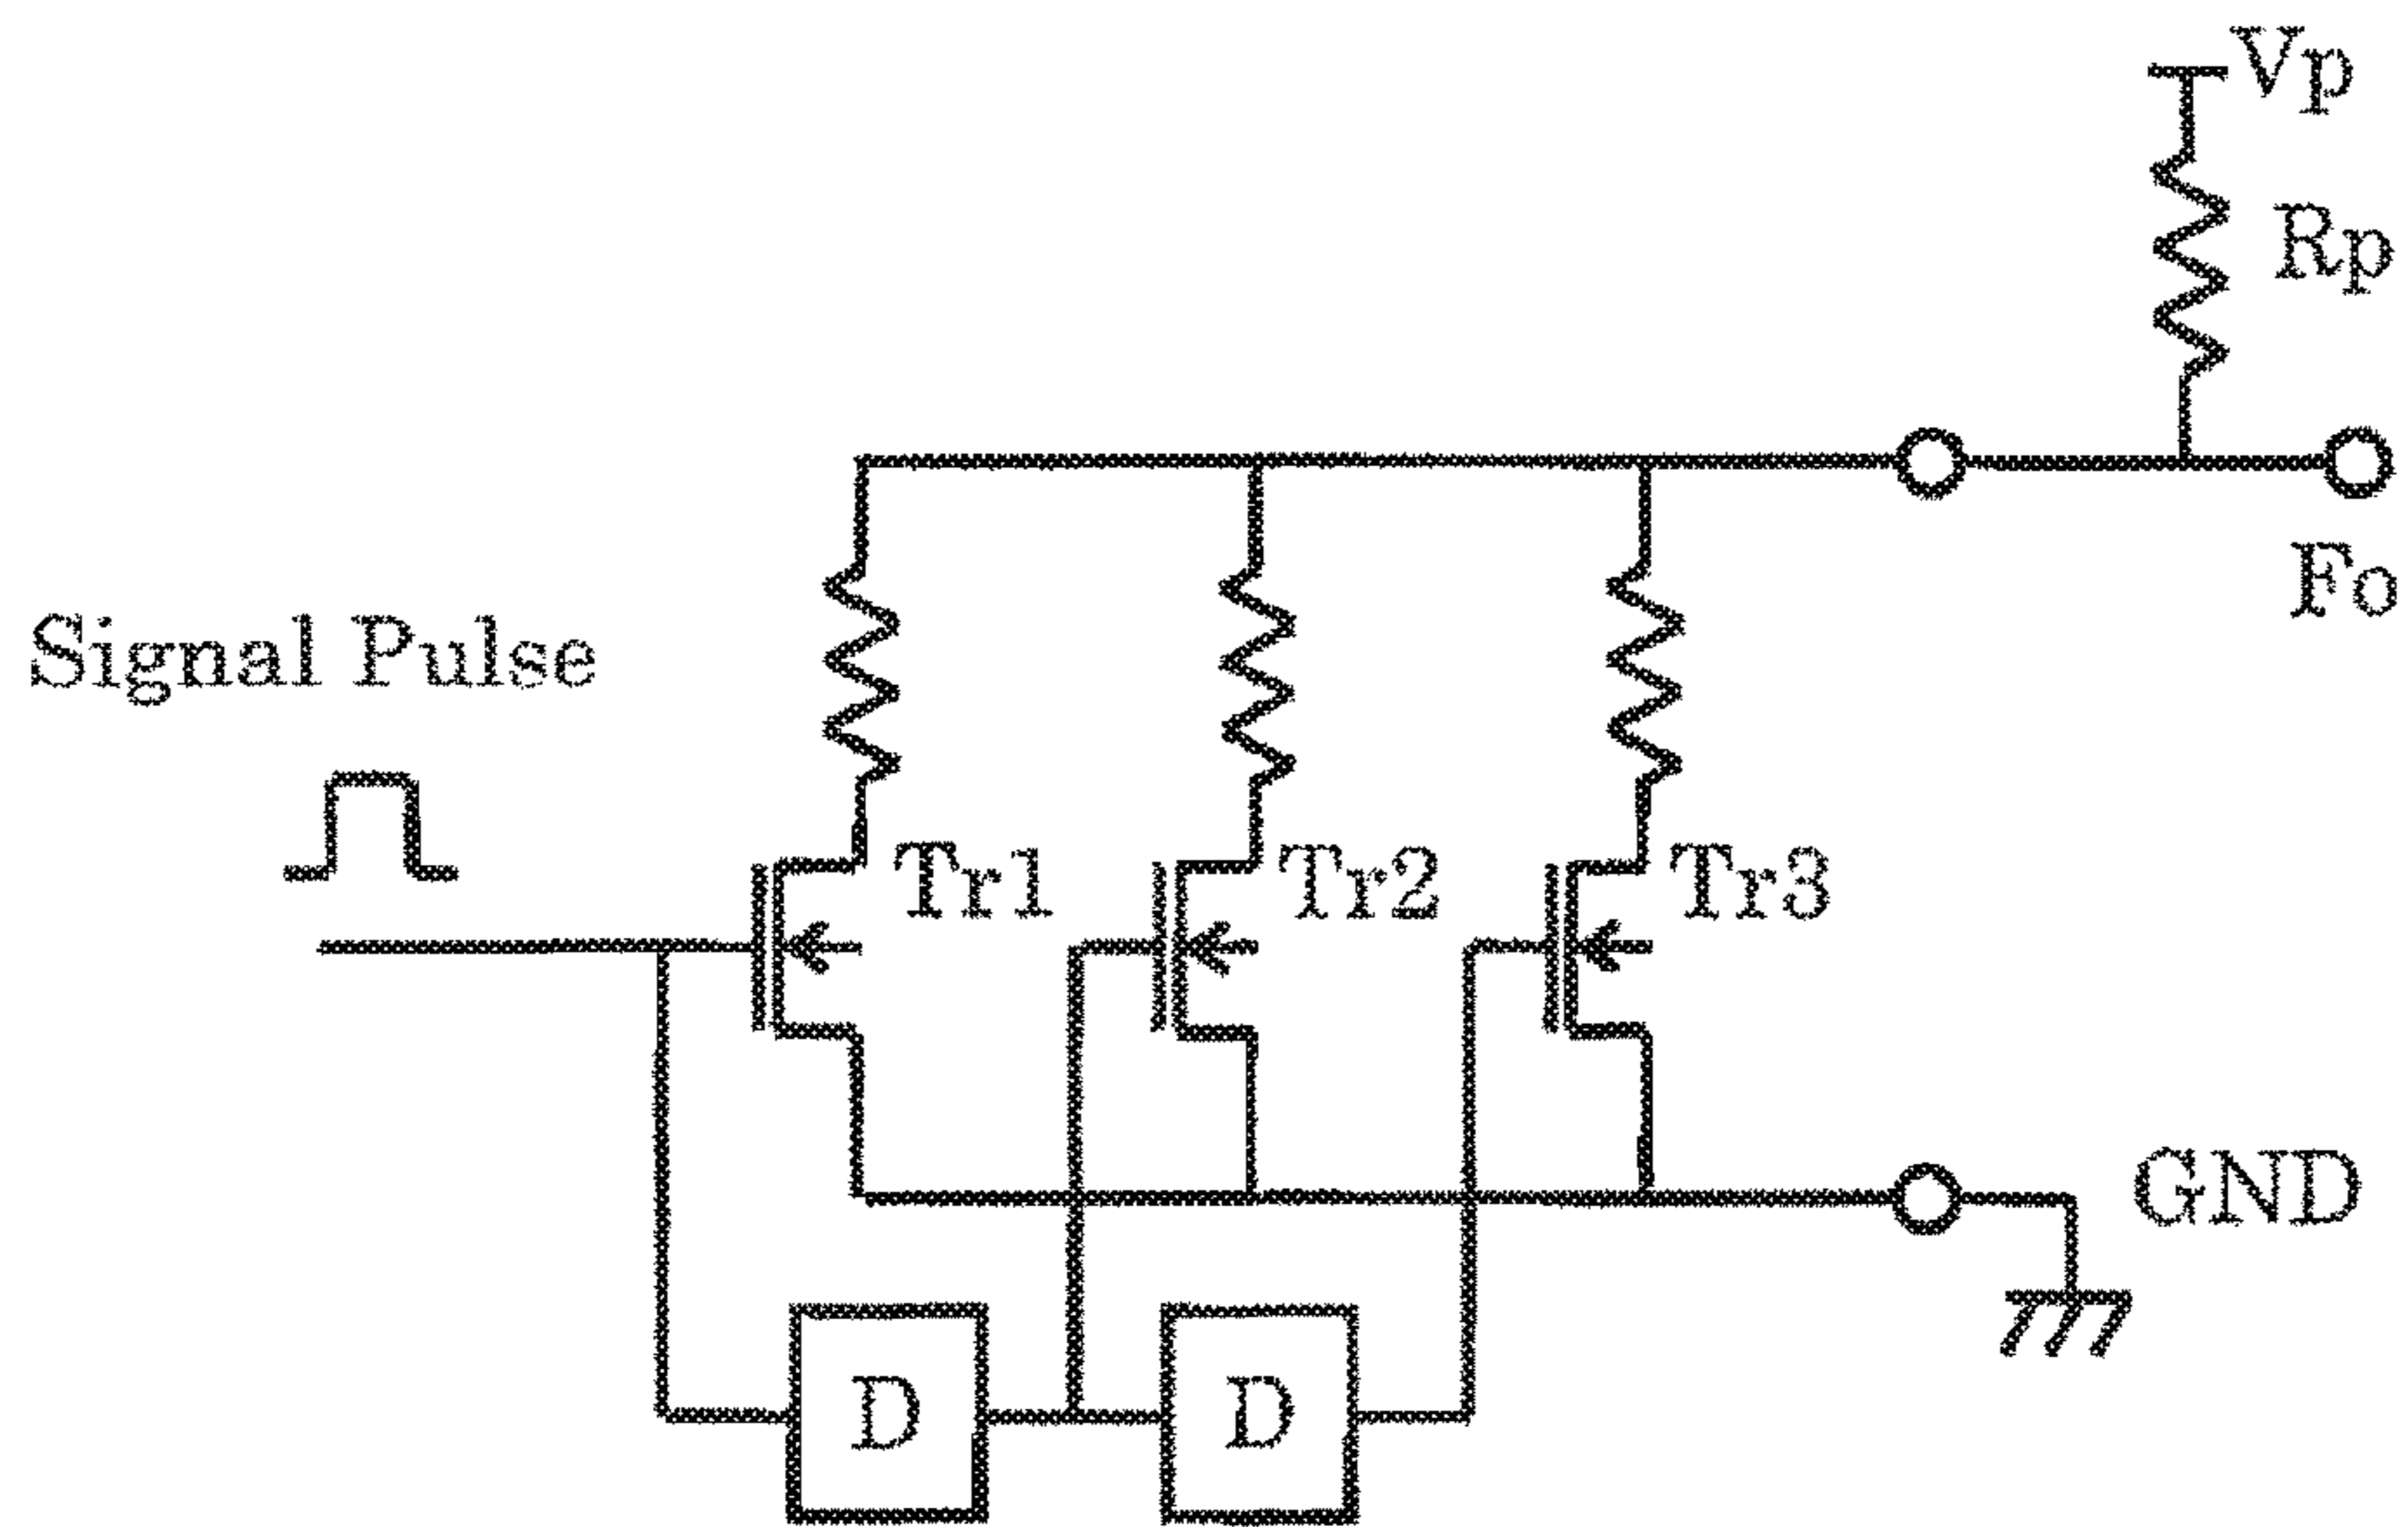 Vp
Rp
Fo
Signal Pulse
Tr1
Tr2
Tr3
GND
D
D